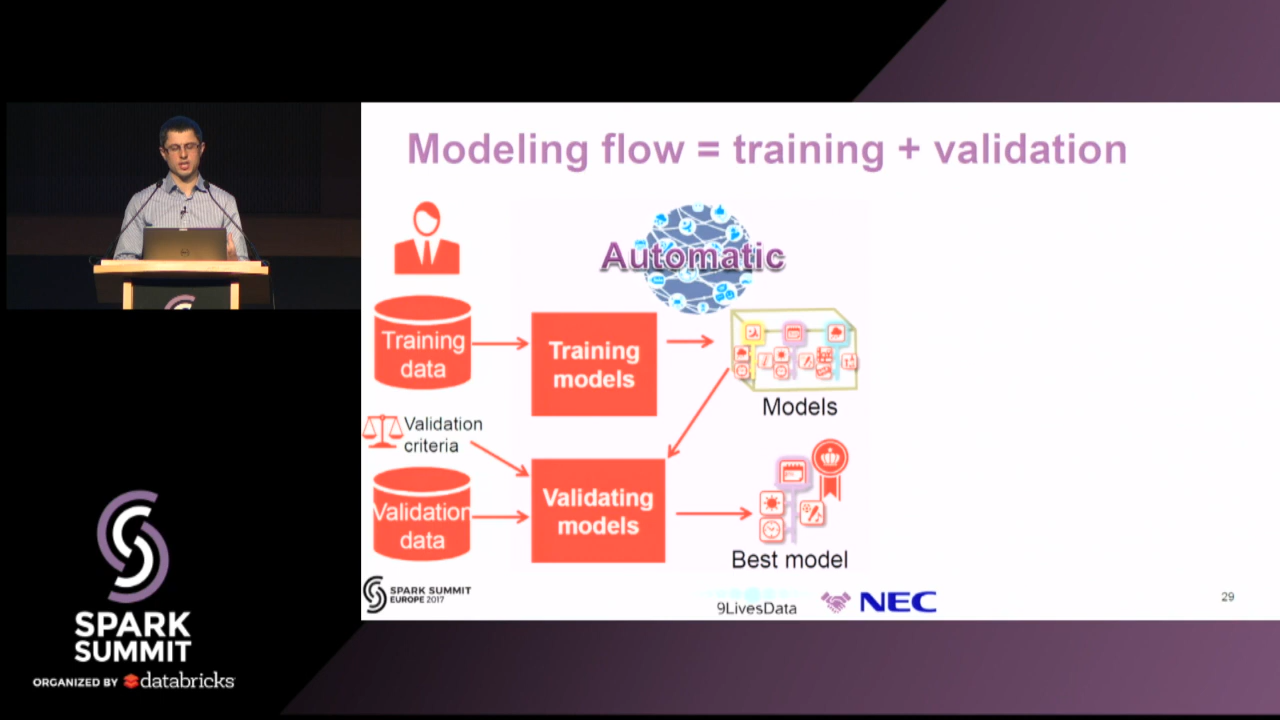 Modeling flow = training + validation
Automatic
Training
data
Training
models
Models
Validation
criteria
Validation
data
Validating
models
Best model
SPARK SUMMIT
EUROPE 2017
9LivesData
NEC
29
SPARK
SUMMIT
ORGANIZED BY databricks